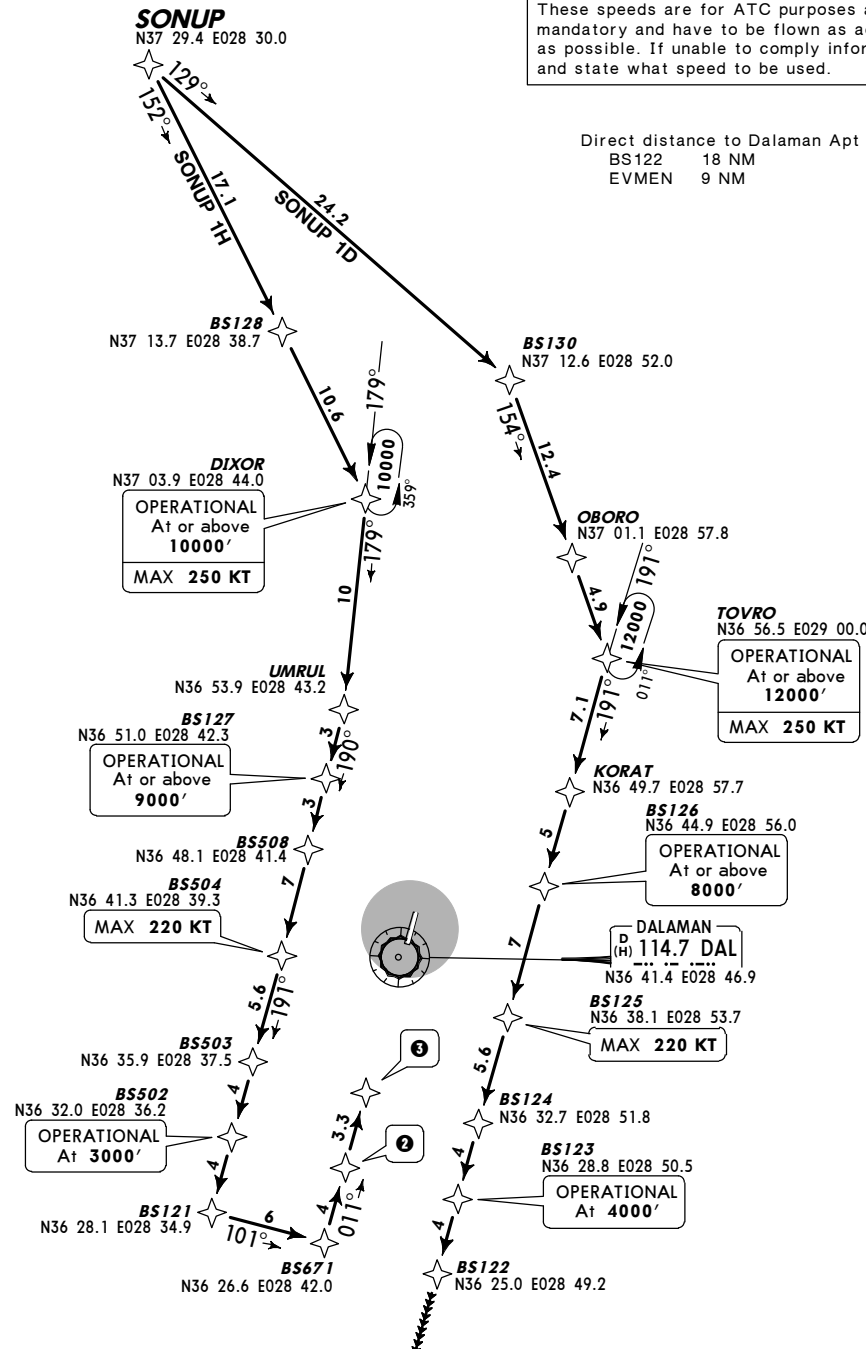 These speeds are for ATC purposes
mandatory and have to be flown as
as possible. If unable to comply
and state what speed to be used.
Direct distance to Dalaman Apt
BS122 18 NM
EVMEN 9 NM
SONUP
N37 29.4 E028 30.0
129°
152°
17.1
SONUP 1H
24.2
SONUP 1D
BS128
N37 13.7 E028 38.7
BS130
N37 12.6 E028 52.0
10.6
179°
154°
12.4
DIXOR
N37 03.9 E028 44.0
OPERATIONAL
At or above
10000′
MAX 250 KT
10000
359°
179°
10
OBORO
N37 01.1 E028 57.8
4.9
191°
12000
011°
TOVRO
N36 56.5 E029 00.0
OPERATIONAL
At or above
12000′
MAX 250 KT
191°
7.1
UMRUL
N36 53.9 E028 43.2
3
190°
BS127
N36 51.0 E028 42.3
OPERATIONAL
At or above
9000′
3
KORAT
N36 49.7 E028 57.7
5
BS508
N36 48.1 E028 41.4
7
BS126
N36 44.9 E028 56.0
OPERATIONAL
At or above
8000′
7
BS504
N36 41.3 E028 39.3
MAX 220 KT
DALAMAN
D
(H) 114.7 DAL
N36 41.4 E028 46.9
5.6
191°
BS125
N36 38.1 E028 53.7
MAX 220 KT
5.6
BS503
N36 35.9 E028 37.5
4
BS124
N36 32.7 E028 51.8
4
BS502
N36 32.0 E028 36.2
OPERATIONAL
At 3000′
4
3
3.3
2
4
011°
BS123
N36 28.8 E028 50.5
OPERATIONAL
At 4000′
4
BS121
N36 28.1 E028 34.9
6
101°
BS671
N36 26.6 E028 42.0
BS122
N36 25.0 E028 49.2